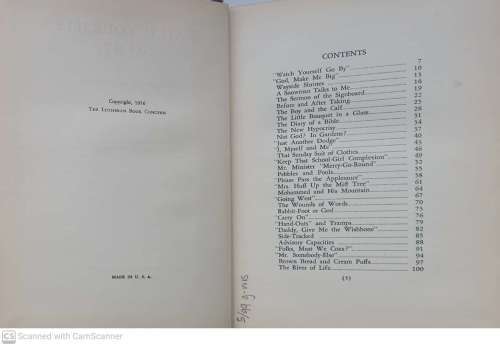 Copyright, 1936
THE LUTHERAN BOOK CONCERN
MADE IN U. S. A.
CONTENTS
"Watch Yourself Go By" 7
"God, Make Me Big" 10
Wayside Shrines 13
A Snowman Talks to Me 16
The Sermon of the Signboard 19
Before and After Taking 22
The Boy and the Calf 25
The Little Bouquet in a Glass 28
The Diary of a Bible 31
The New Hypocrisy 34
Not God? In Gardens? 37
"Just Another Dodge" 40
"I, Myself and Me" 43
That Sunday Suit of Clothes 46
"Keep That School-Girl Complexion" 49
Mr. Minister "Merry-Go-Round" 52
Pebbles and Pools 55
"Please Pass the Applesauce" 58
"Mrs. Huff Up the Miff Tree" 61
Mohammed and His Mountain 64
"Going West" 67
The Wounds of Words 70
Rabbit-Foot or God 73
"Carry On" 76
"Hand-Outs" and Tramps 79
"Daddy, Give Me the Wishbone" 82
Side-Tracked 85
Advisory Capacities 88
"Folks, Must We Coax?" 91
"Mr. Somebody-Else" 94
Brown Bread and Cream Puffs 97
The River of Life 100
(5)
CS Scanned with CamScanner